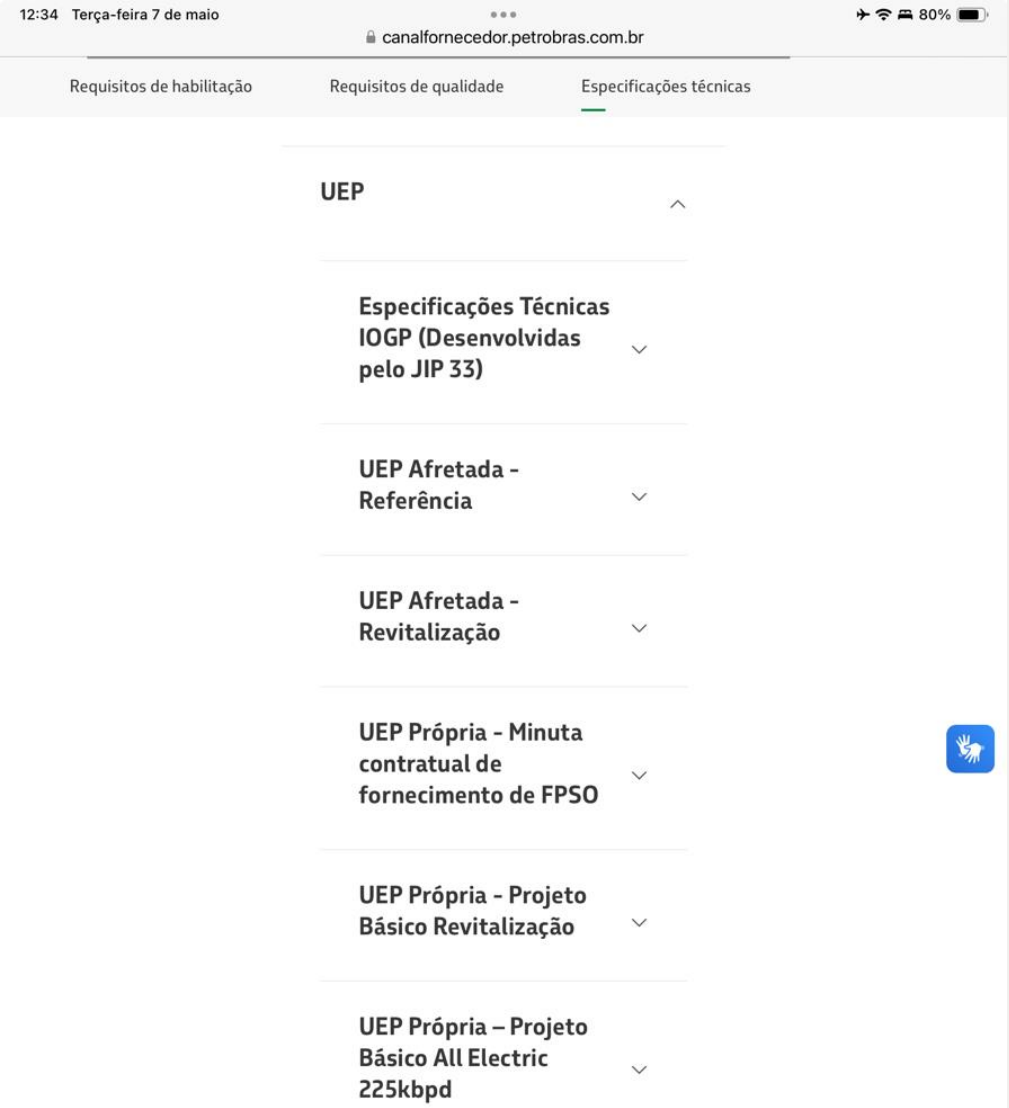 12:34 Terça-feira 7 de maio
80%
canalfornecedor.petrobras.com.br
Requisitos de habilitação
Requisitos de qualidade
Especificações técnicas
UEP
Especificações Técnicas
IOGP (Desenvolvidas
pelo JIP 33)
UEP Afretada -
Referência
UEP Afretada -
Revitalização
UEP Própria - Minuta
contratual de
fornecimento de FPSO
UEP Própria - Projeto
Básico Revitalização
UEP Própria – Projeto
Básico All Electric
225kbpd